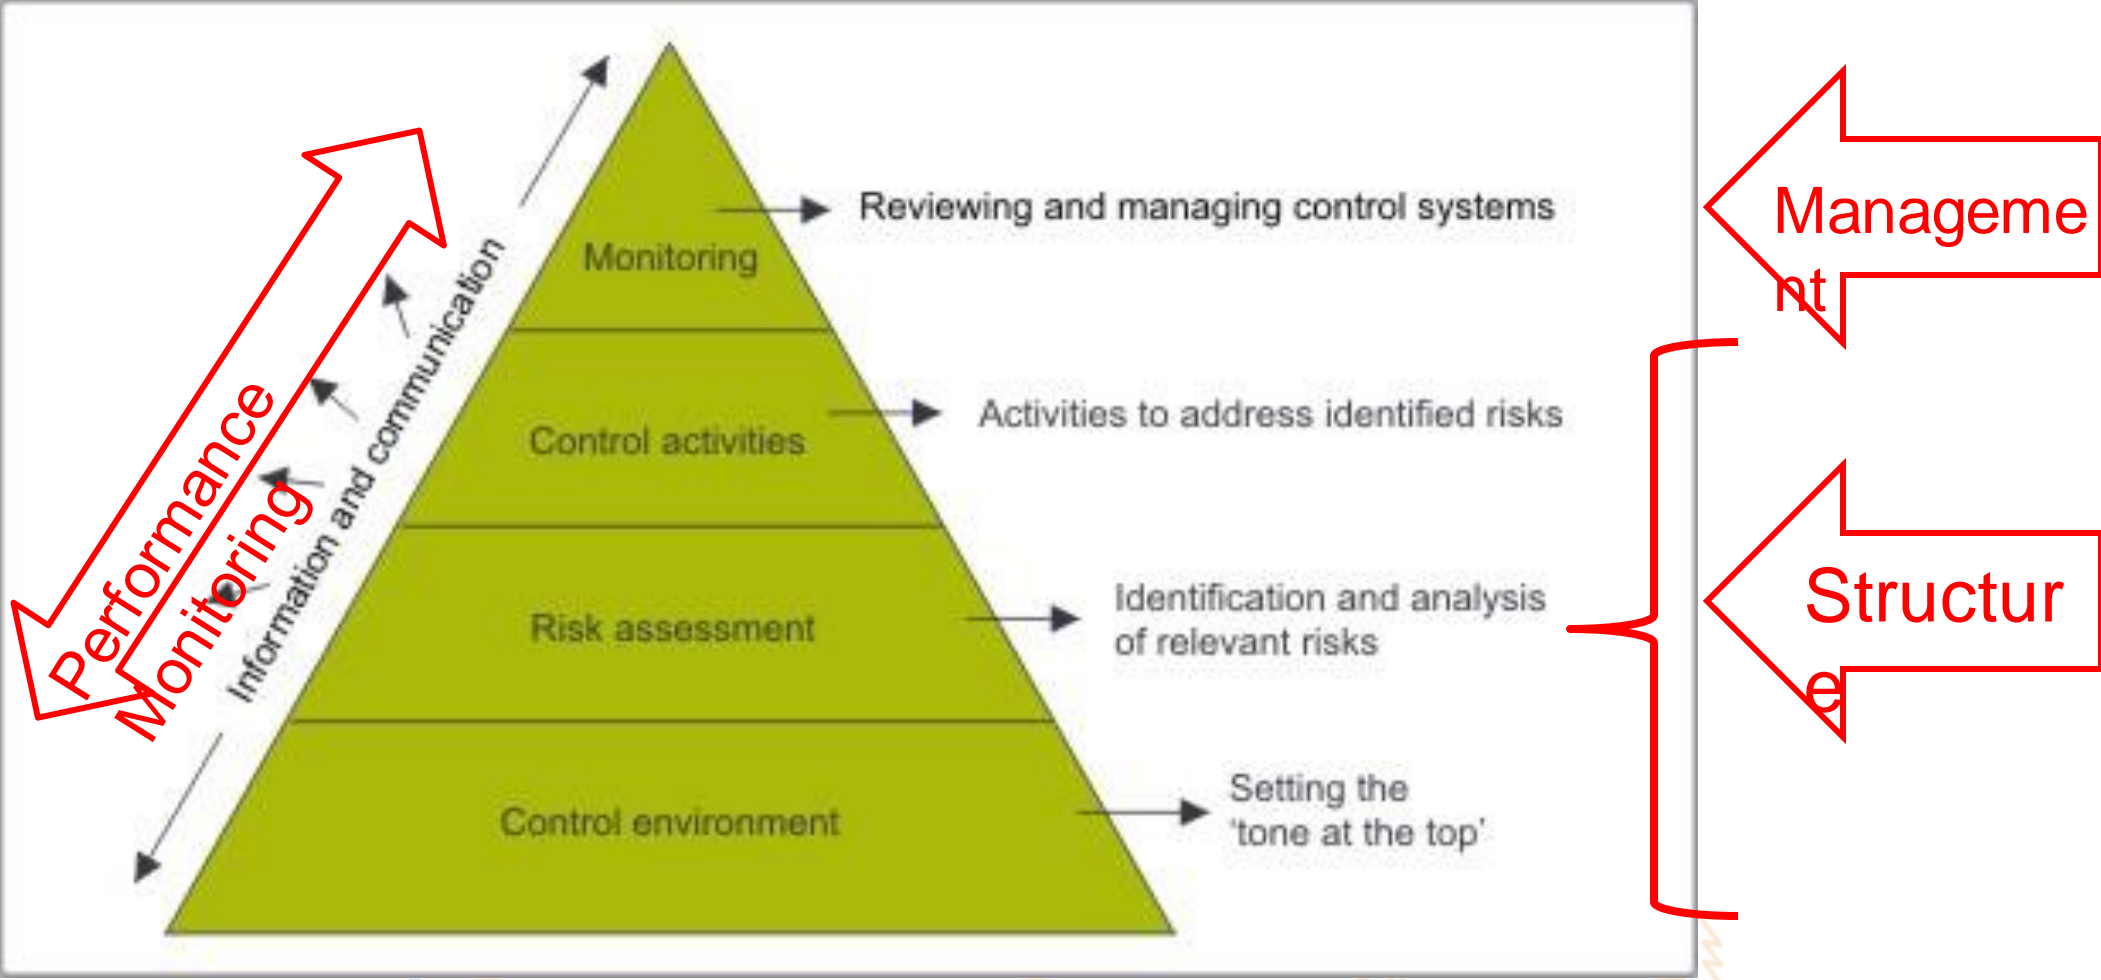 Reviewing and managing control systems
Monitoring
Manageme
nt
Information and communication
Performance
Monitoring
Control activities
Activities to address identified risks
Risk assessment
Identification and analysis
of relevant risks
Structur
e
Control environment
Setting the
‘tone at the top’